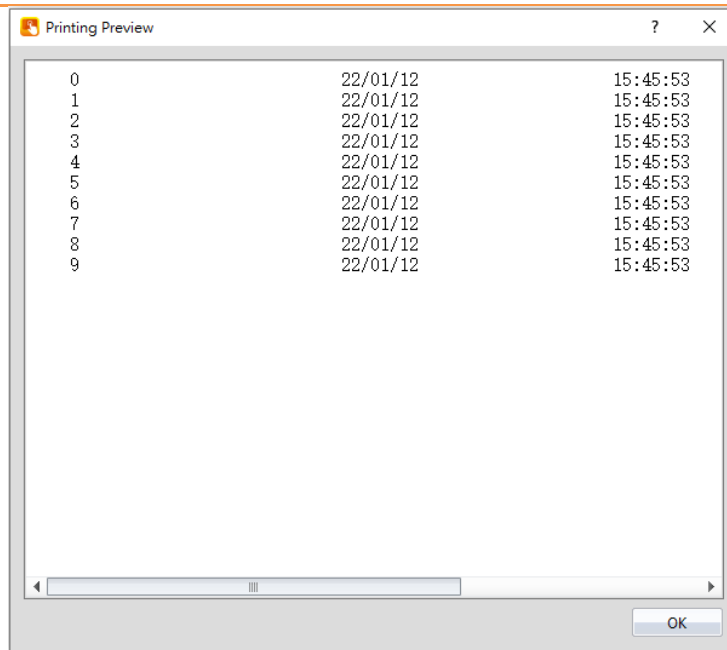 Printing Preview ? ×
0 22/01/12 15:45:53
1 22/01/12 15:45:53
2 22/01/12 15:45:53
3 22/01/12 15:45:53
4 22/01/12 15:45:53
5 22/01/12 15:45:53
6 22/01/12 15:45:53
7 22/01/12 15:45:53
8 22/01/12 15:45:53
9 22/01/12 15:45:53
OK